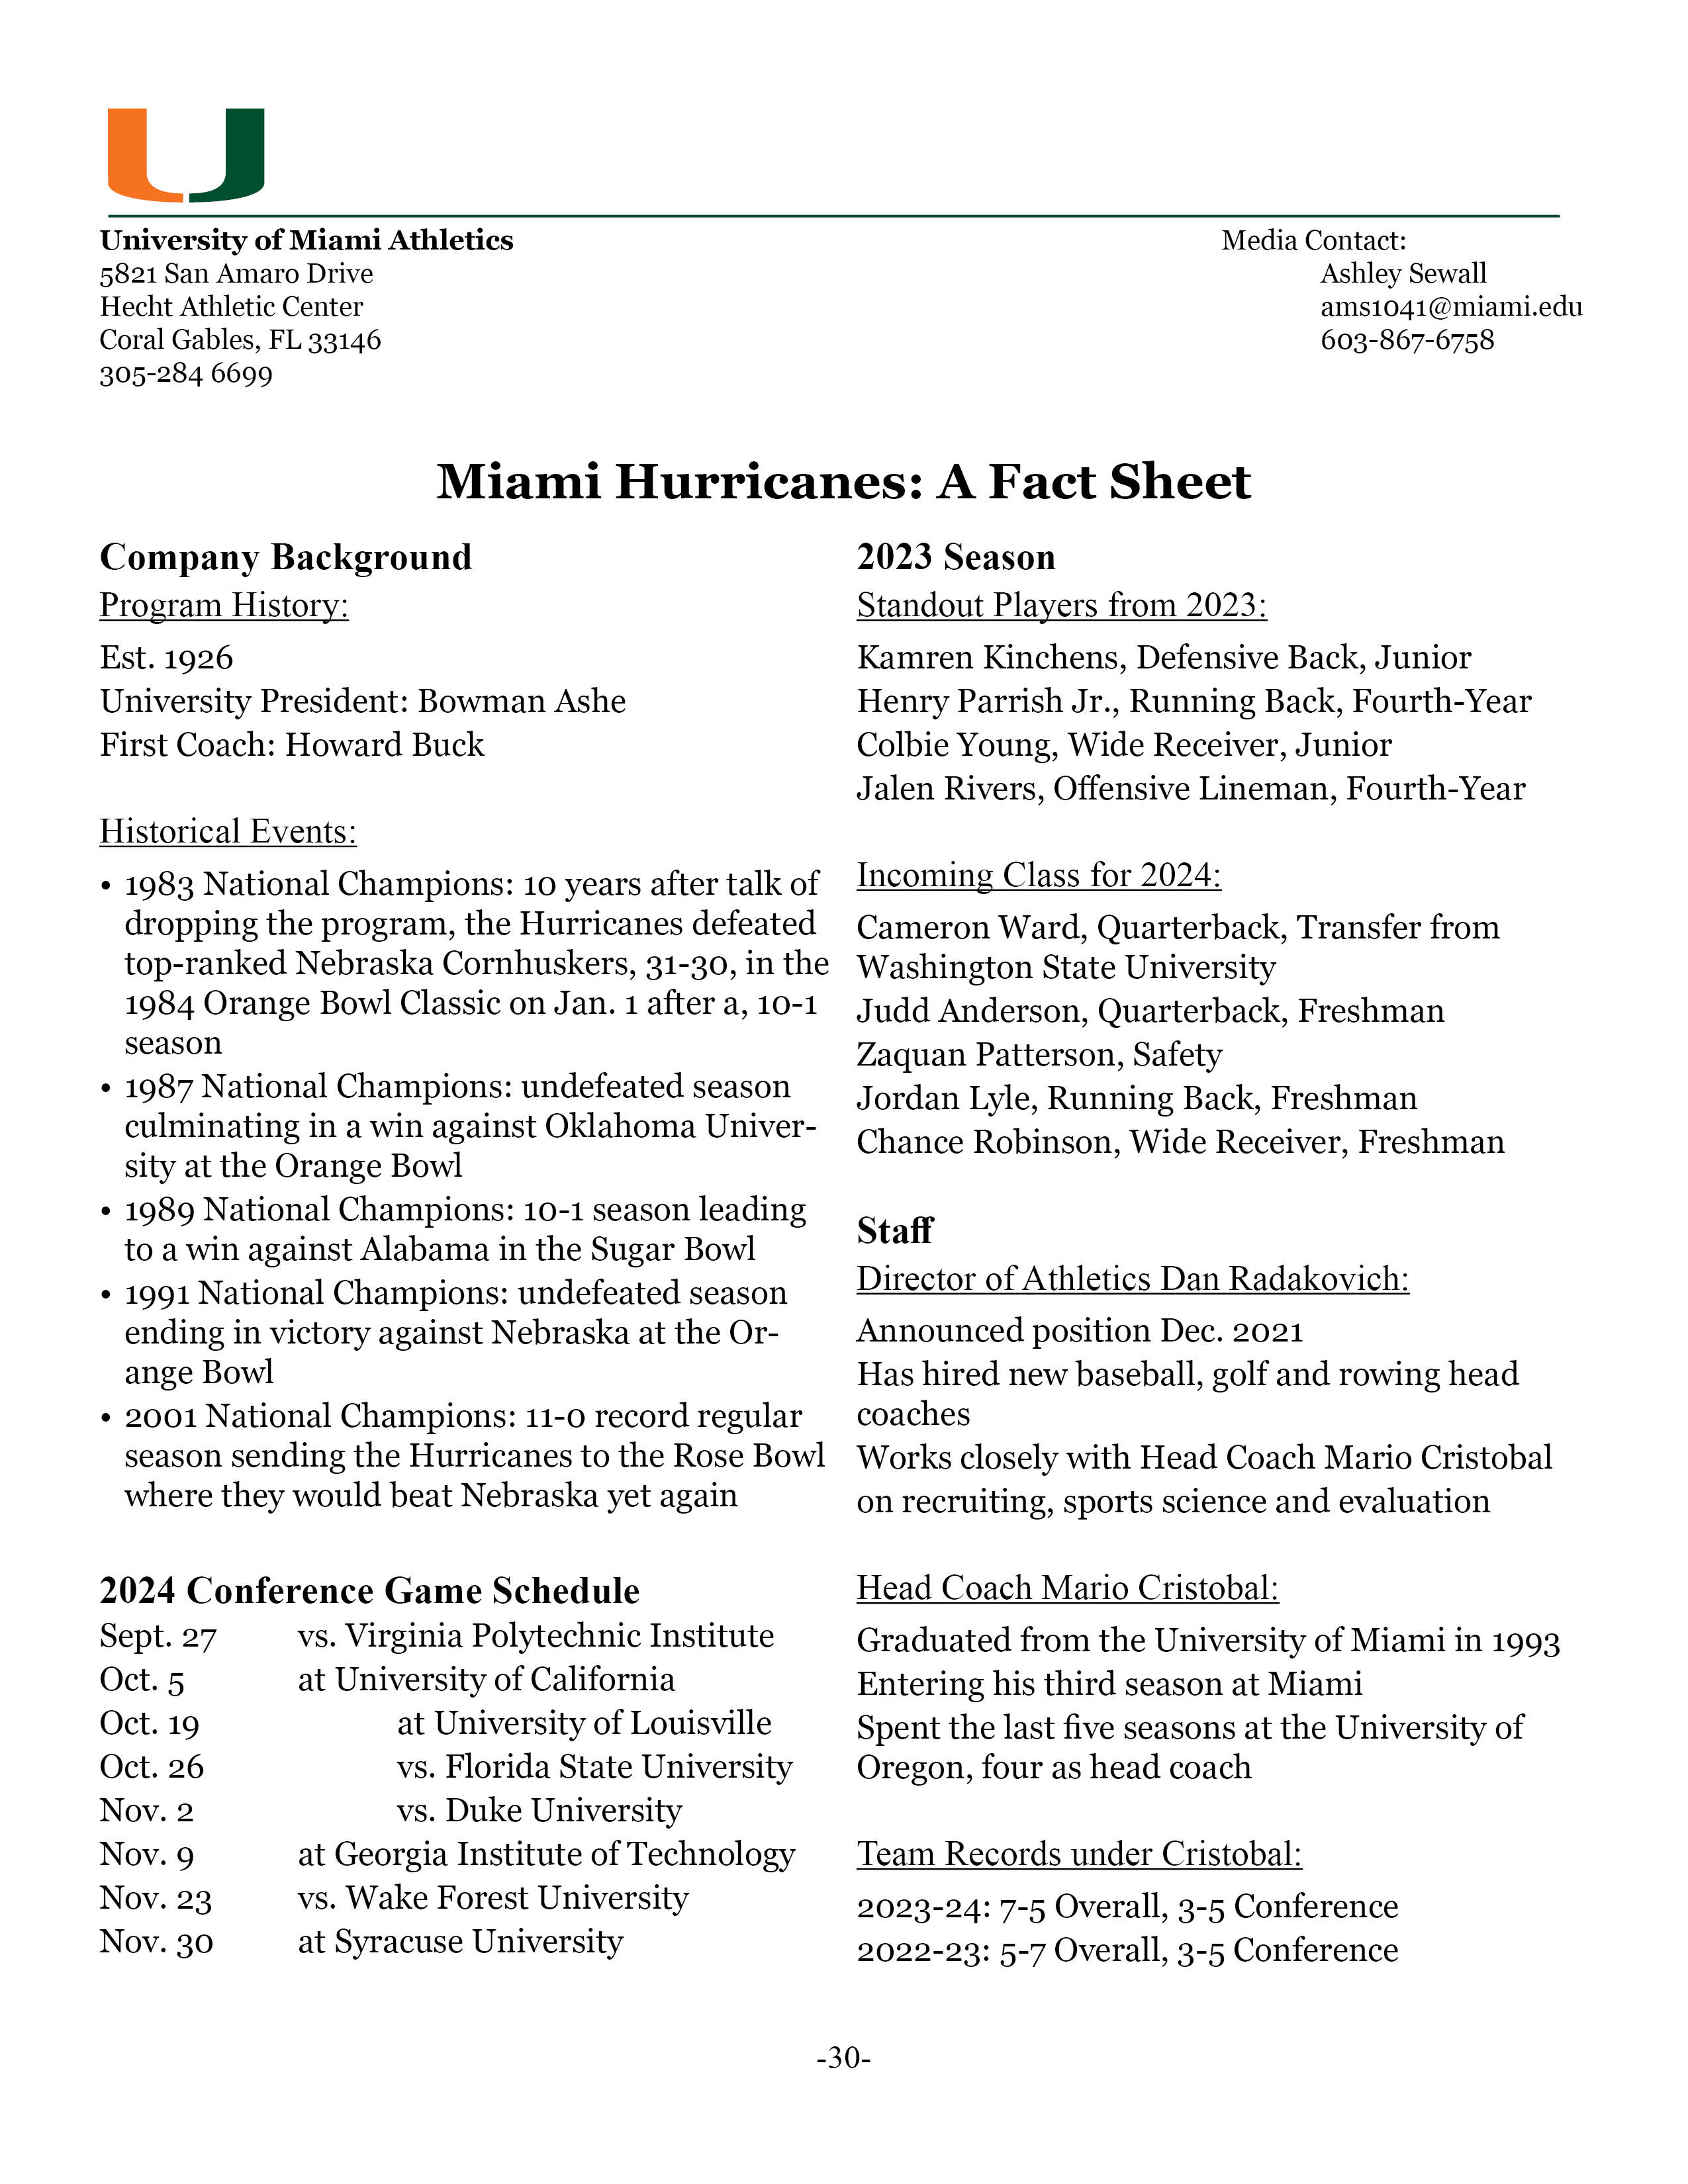 U
University of Miami Athletics
5821 San Amaro Drive
Hecht Athletic Center
Coral Gables, FL 33146
305-284 6699
Media Contact:
Ashley Sewall
ams1041@miami.edu
603-867-6758
Miami Hurricanes: A Fact Sheet
Company Background
Program History:
Est. 1926
University President: Bowman Ashe
First Coach: Howard Buck
Historical Events:
• 1983 National Champions: 10 years after talk of
dropping the program, the Hurricanes defeated
top-ranked Nebraska Cornhuskers, 31-30, in the
1984 Orange Bowl Classic on Jan. 1 after a, 10-1
season
• 1987 National Champions: undefeated season
culminating in a win against Oklahoma Univer-
sity at the Orange Bowl
• 1989 National Champions: 10-1 season leading
to a win against Alabama in the Sugar Bowl
• 1991 National Champions: undefeated season
ending in victory against Nebraska at the Or-
ange Bowl
• 2001 National Champions: 11-0 record regular
season sending the Hurricanes to the Rose Bowl
where they would beat Nebraska yet again
2024 Conference Game Schedule
Sept. 27 vs. Virginia Polytechnic Institute
Oct. 5 at University of California
Oct. 19 at University of Louisville
Oct. 26 vs. Florida State University
Nov. 2 vs. Duke University
Nov. 9 at Georgia Institute of Technology
Nov. 23 vs. Wake Forest University
Nov. 30 at Syracuse University
2023 Season
Standout Players from 2023:
Kamren Kinchens, Defensive Back, Junior
Henry Parrish Jr., Running Back, Fourth-Year
Colbie Young, Wide Receiver, Junior
Jalen Rivers, Offensive Lineman, Fourth-Year
Incoming Class for 2024:
Cameron Ward, Quarterback, Transfer from
Washington State University
Judd Anderson, Quarterback, Freshman
Zaquan Patterson, Safety
Jordan Lyle, Running Back, Freshman
Chance Robinson, Wide Receiver, Freshman
Staff
Director of Athletics Dan Radakovich:
Announced position Dec. 2021
Has hired new baseball, golf and rowing head
coaches
Works closely with Head Coach Mario Cristobal
on recruiting, sports science and evaluation
Head Coach Mario Cristobal:
Graduated from the University of Miami in 1993
Entering his third season at Miami
Spent the last five seasons at the University of
Oregon, four as head coach
Team Records under Cristobal:
2023-24: 7-5 Overall, 3-5 Conference
2022-23: 5-7 Overall, 3-5 Conference
-30-